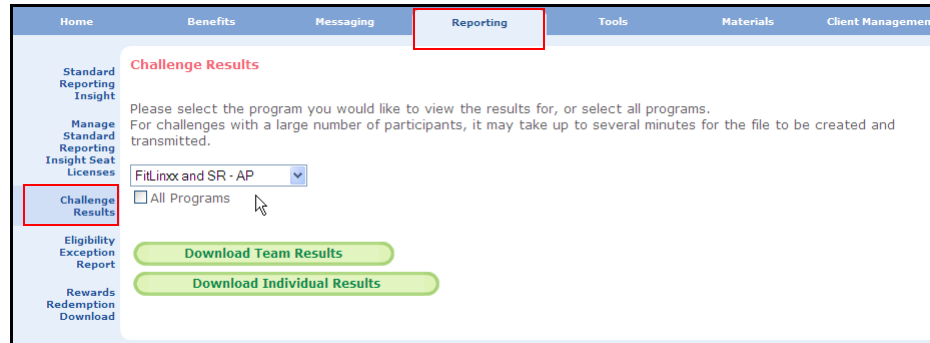 Home Benefits Messaging Reporting Tools Materials Client Managemen
Standard
Reporting
Insight
Manage
Standard
Reporting
Insight Seat
Licenses
Challenge
Results
Eligibility
Exception
Report
Rewards
Redemption
Download
Challenge Results
Please select the program you would like to view the results for, or select all programs.
For challenges with a large number of participants, it may take up to several minutes for the file to be created and
transmitted.
FitLinxx and SR - AP
All Programs
Download Team Results
Download Individual Results